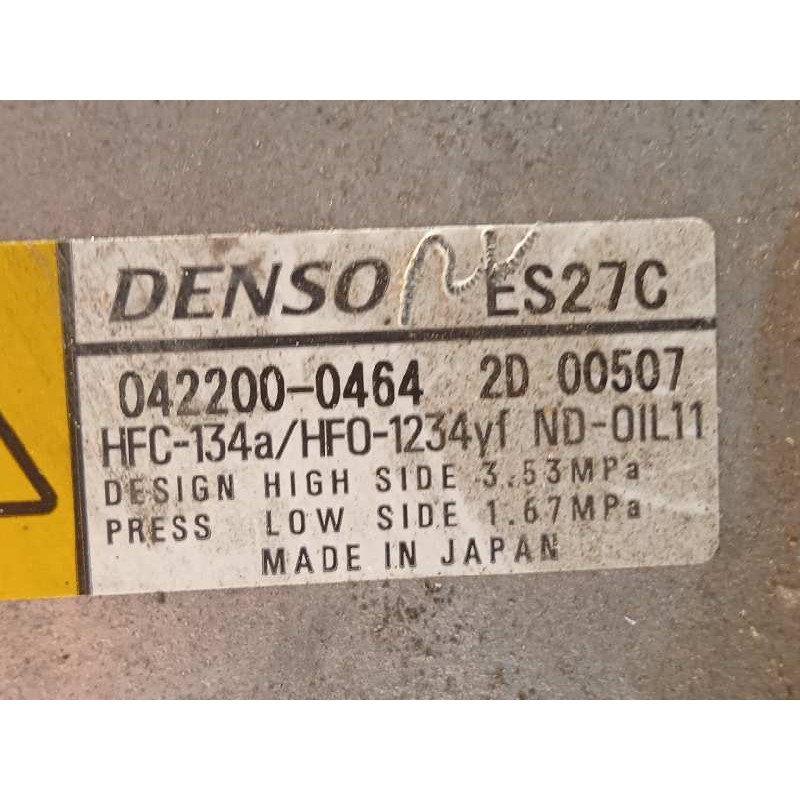 DENSO ES27C
042200-0464 2D 00507
HFC-134a/HFO-1234yf ND-OIL11
DESIGN HIGH SIDE 3.53MPa
PRESS LOW SIDE 1.67MPa
MADE IN JAPAN